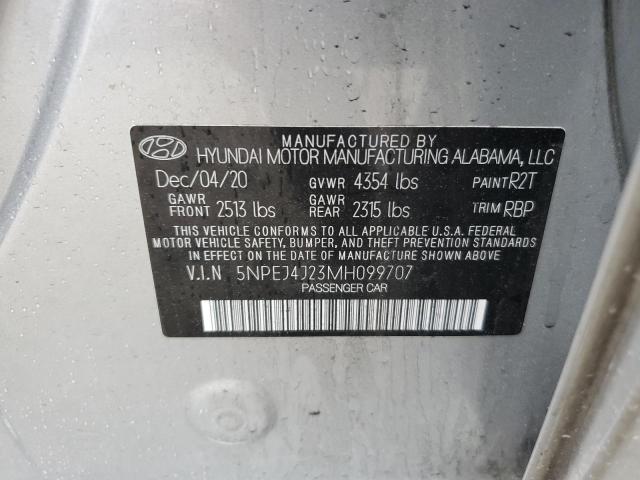 MANUFACTURED BY
HYUNDAI MOTOR MANUFACTURING ALABAMA, LLC
Dec/04/20 GVWR 4354 lbs PAINT R2T
GAWR FRONT 2513 lbs GAWR REAR 2315 lbs TRIM RBP
THIS VEHICLE CONFORMS TO ALL APPLICABLE U.S.A. FEDERAL
MOTOR VEHICLE SAFETY, BUMPER, AND THEFT PREVENTION
STANDARDS IN EFFECT ON THE DATE OF MANUFACTURE SHOWN ABOVE
V.I.N 5NPEJ4J23MH099707
PASSENGER CAR